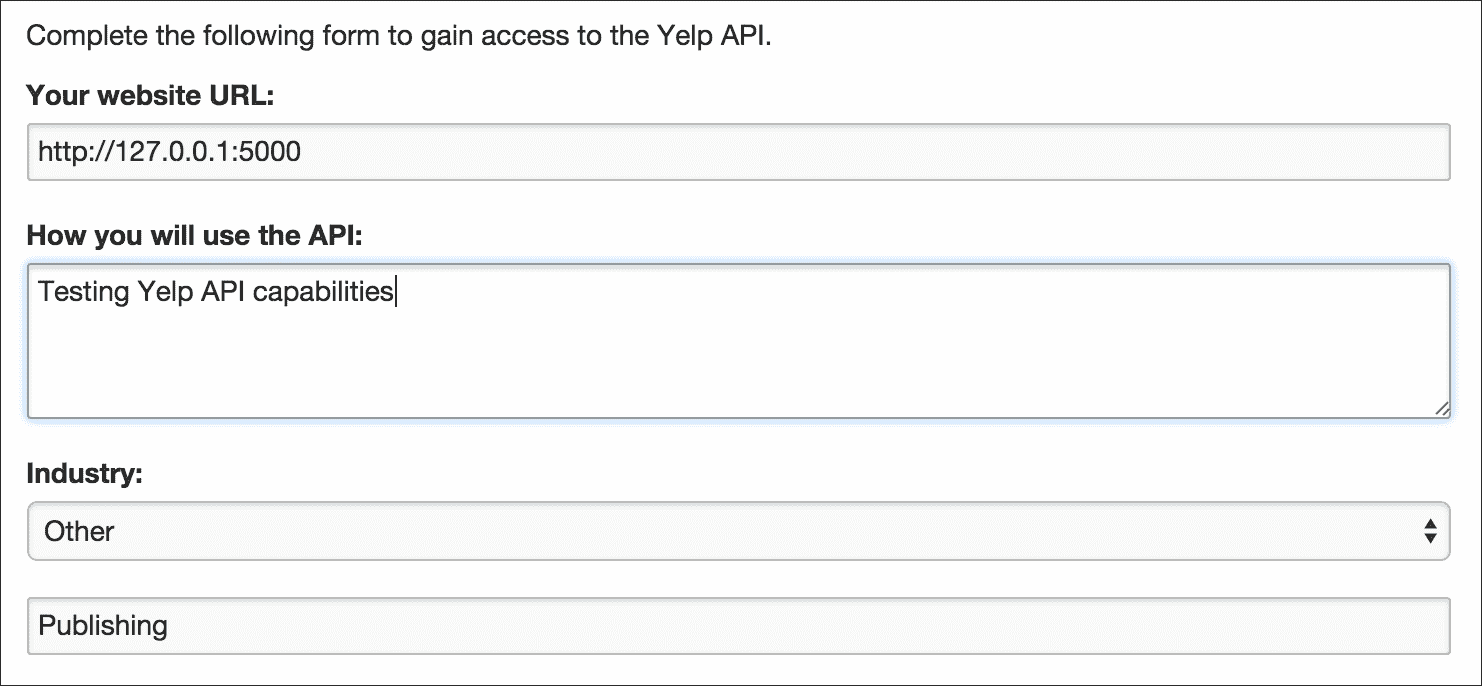 Complete the following form to gain access to the Yelp API.
Your website URL:
http://127.0.0.1:5000
How you will use the API:
Testing Yelp API capabilities
Industry:
Other
Publishing